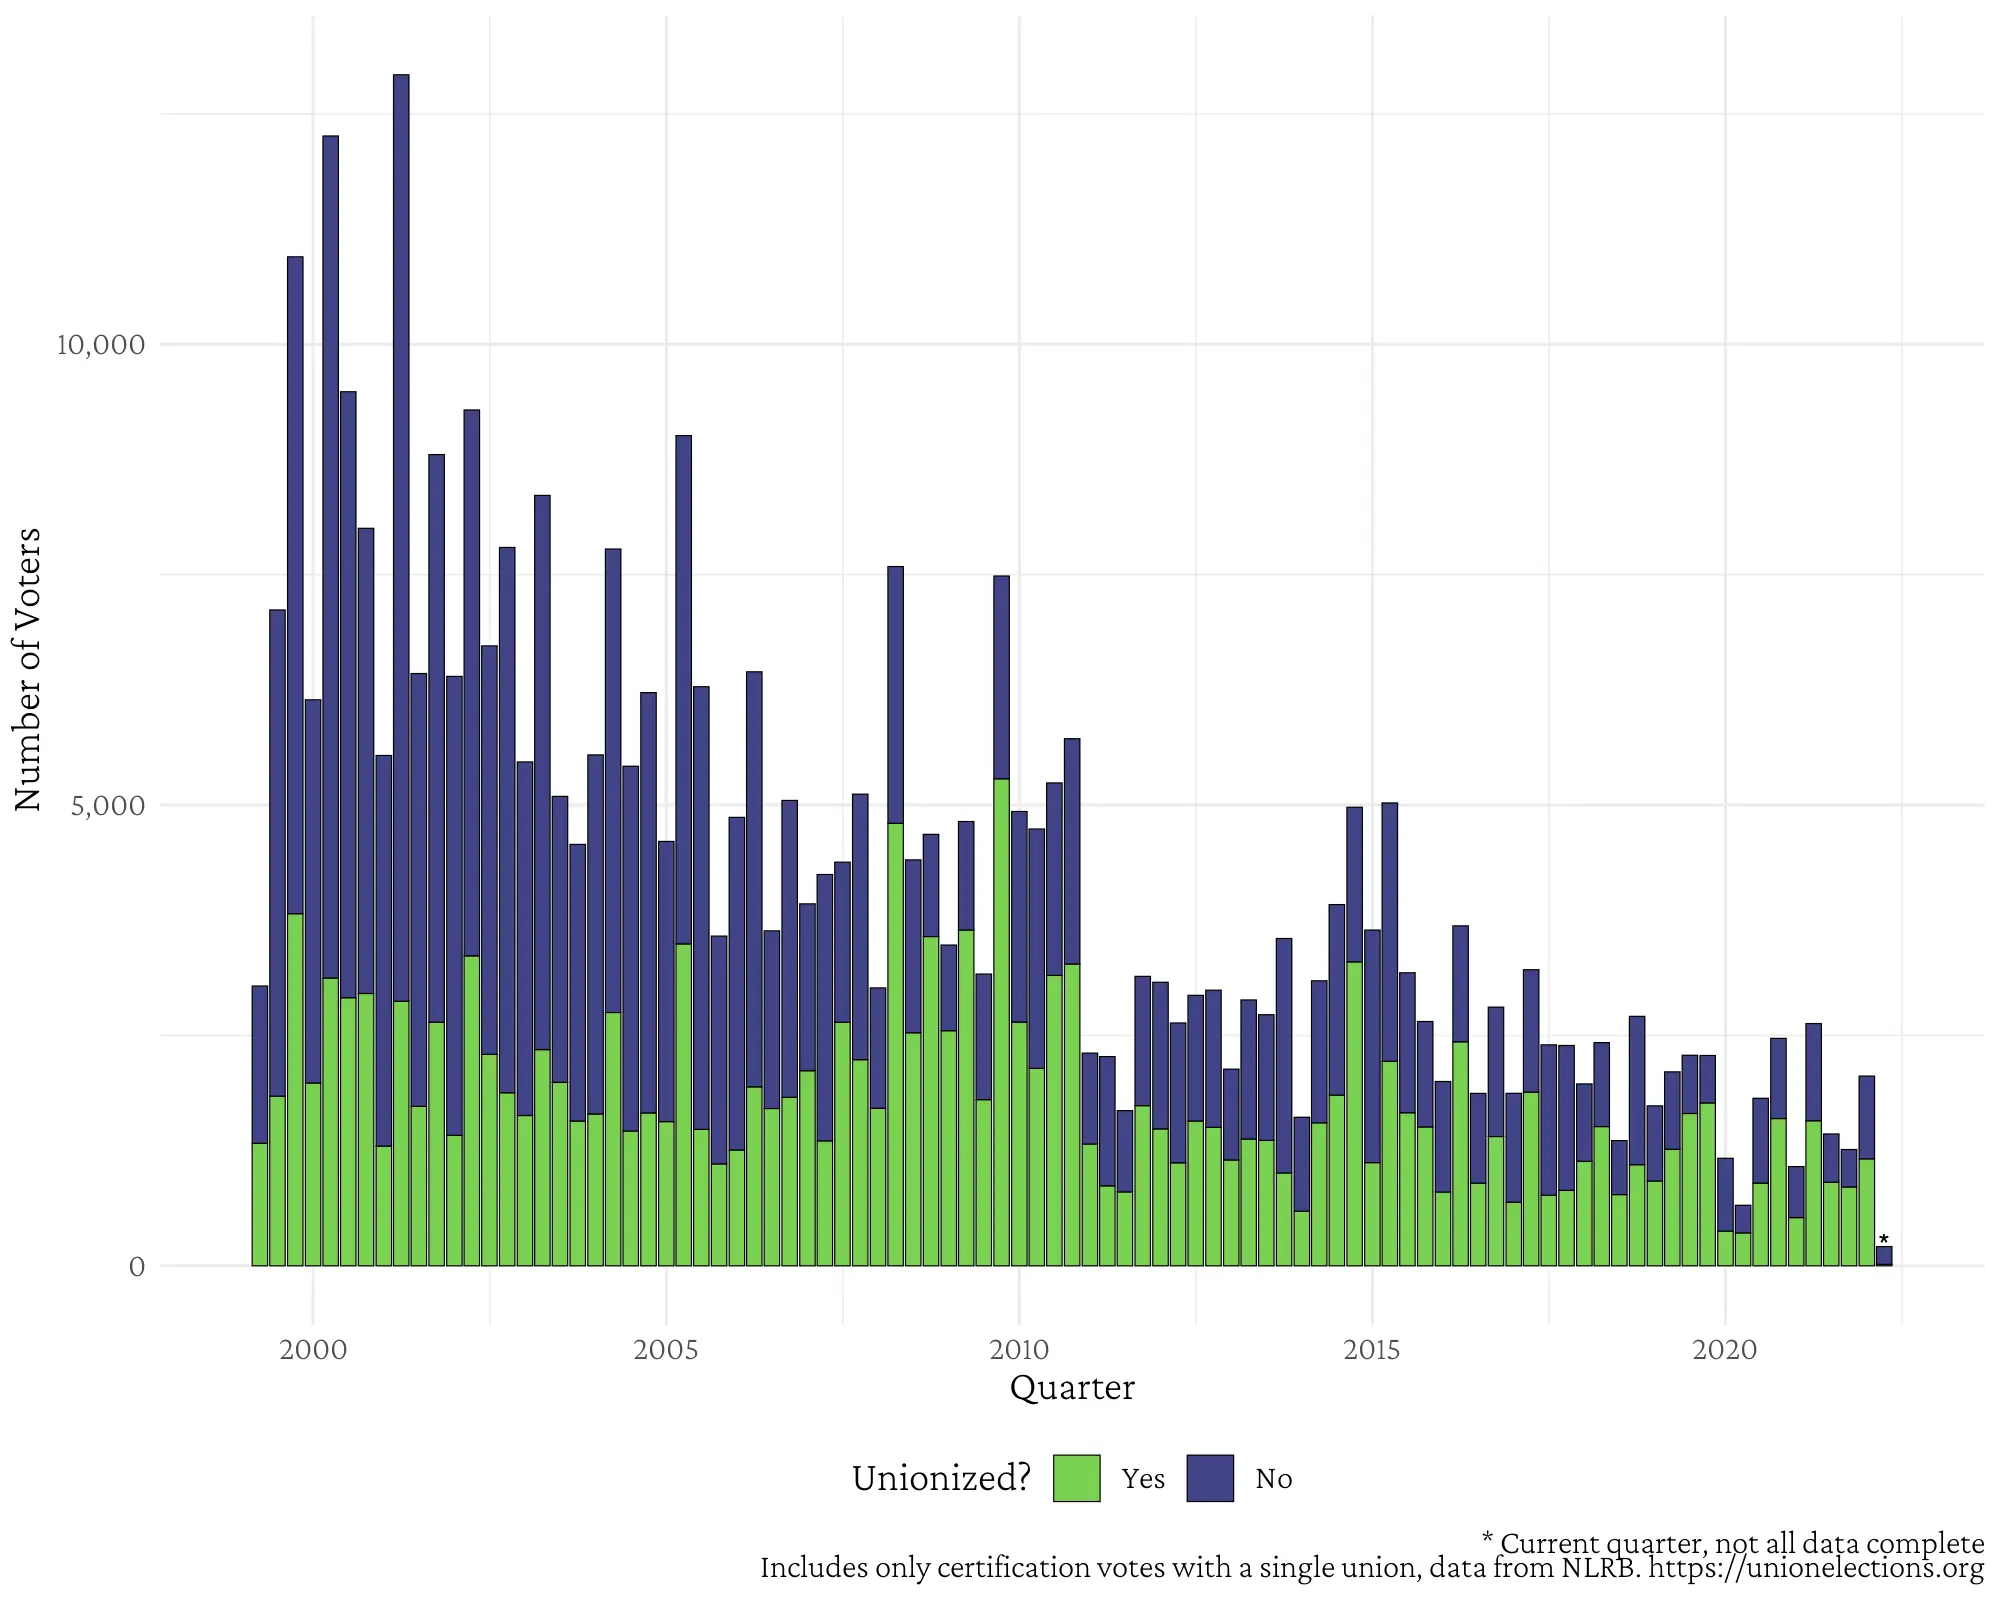 Number of Voters
10,000
5,000
0
*
2000 2005 2010 2015 2020
Quarter
Unionized? Yes No
* Current quarter, not all data complete
Includes only certification votes with a single union, data from NLRB. https://unionelections.org